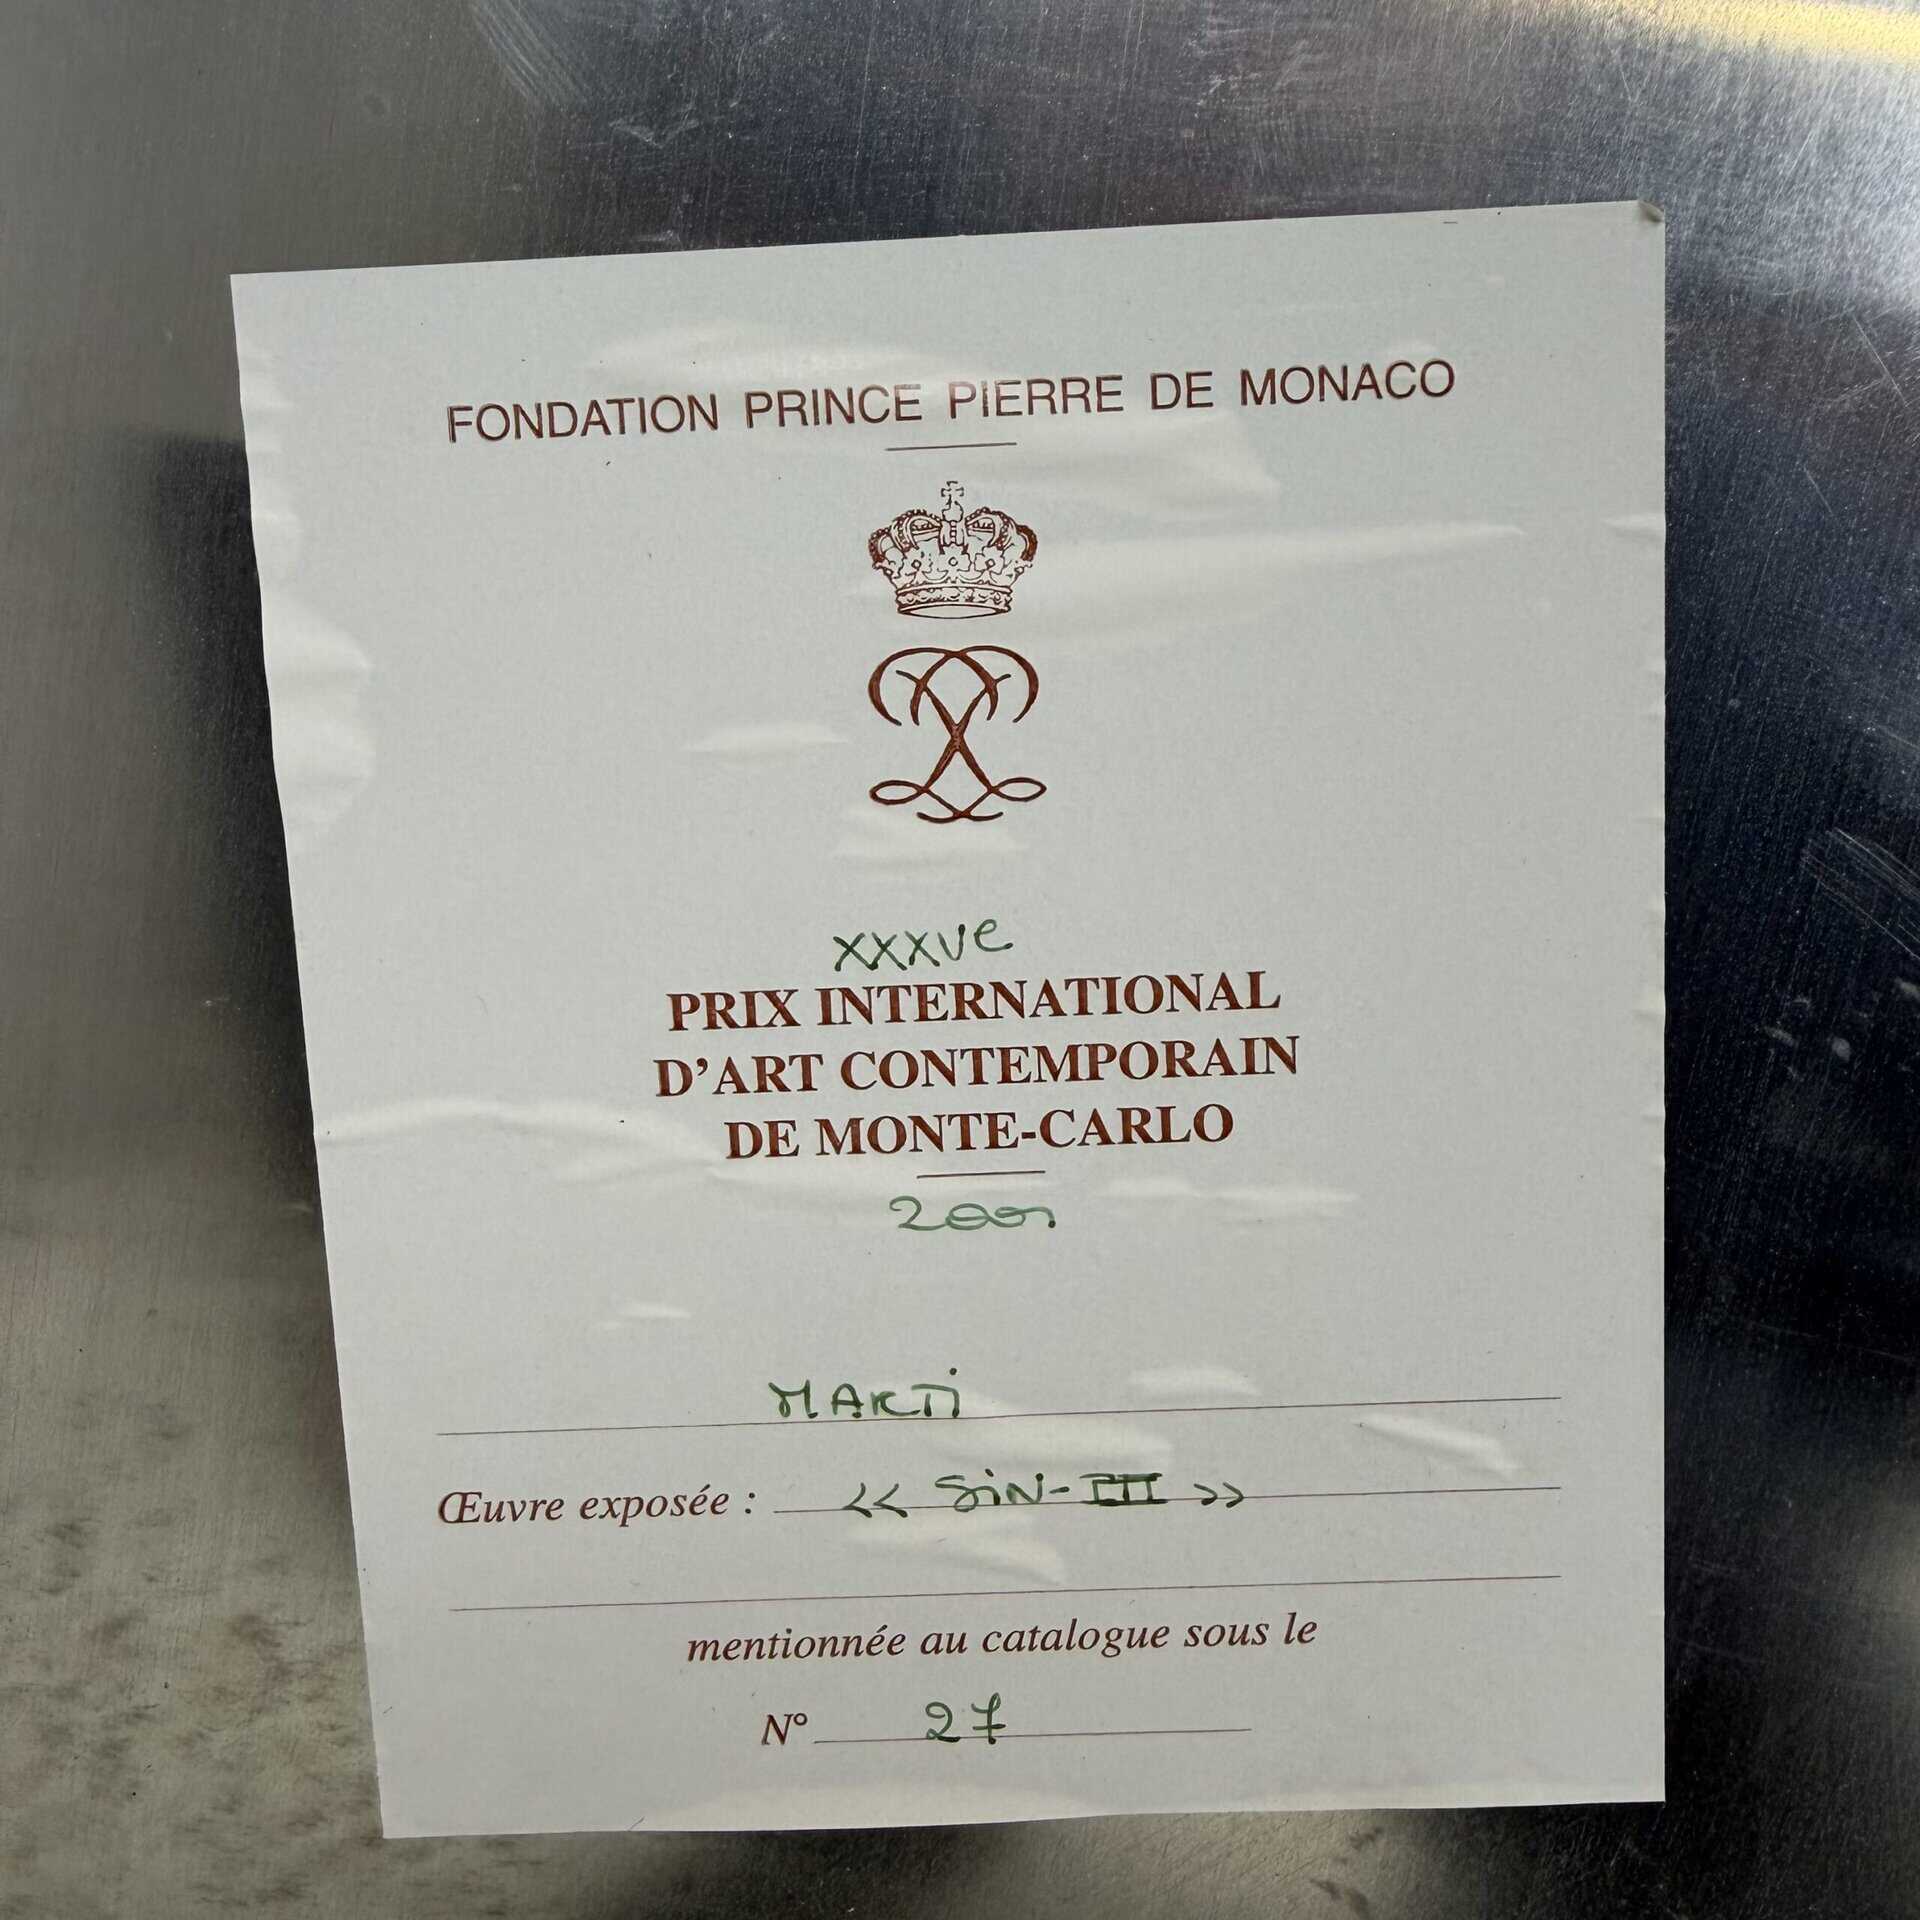 FONDATION PRINCE PIERRE DE MONACO
XXXVe
PRIX INTERNATIONAL
D'ART CONTEMPORAIN
DE MONTE-CARLO
2001
MARTI
Œuvre exposée : << SiN-III >>
mentionnée au catalogue sous le
N° 27